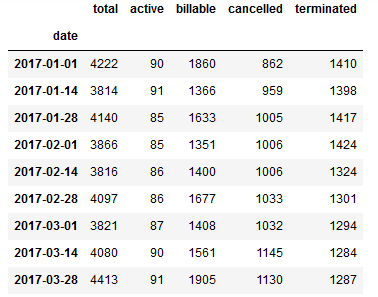 total active billable cancelled terminated
date
2017-01-01 4222 90 1860 862 1410
2017-01-14 3814 91 1366 959 1398
2017-01-28 4140 85 1633 1005 1417
2017-02-01 3866 85 1351 1006 1424
2017-02-14 3816 86 1400 1006 1324
2017-02-28 4097 86 1677 1033 1301
2017-03-01 3821 87 1408 1032 1294
2017-03-14 4080 90 1561 1145 1284
2017-03-28 4413 91 1905 1130 1287